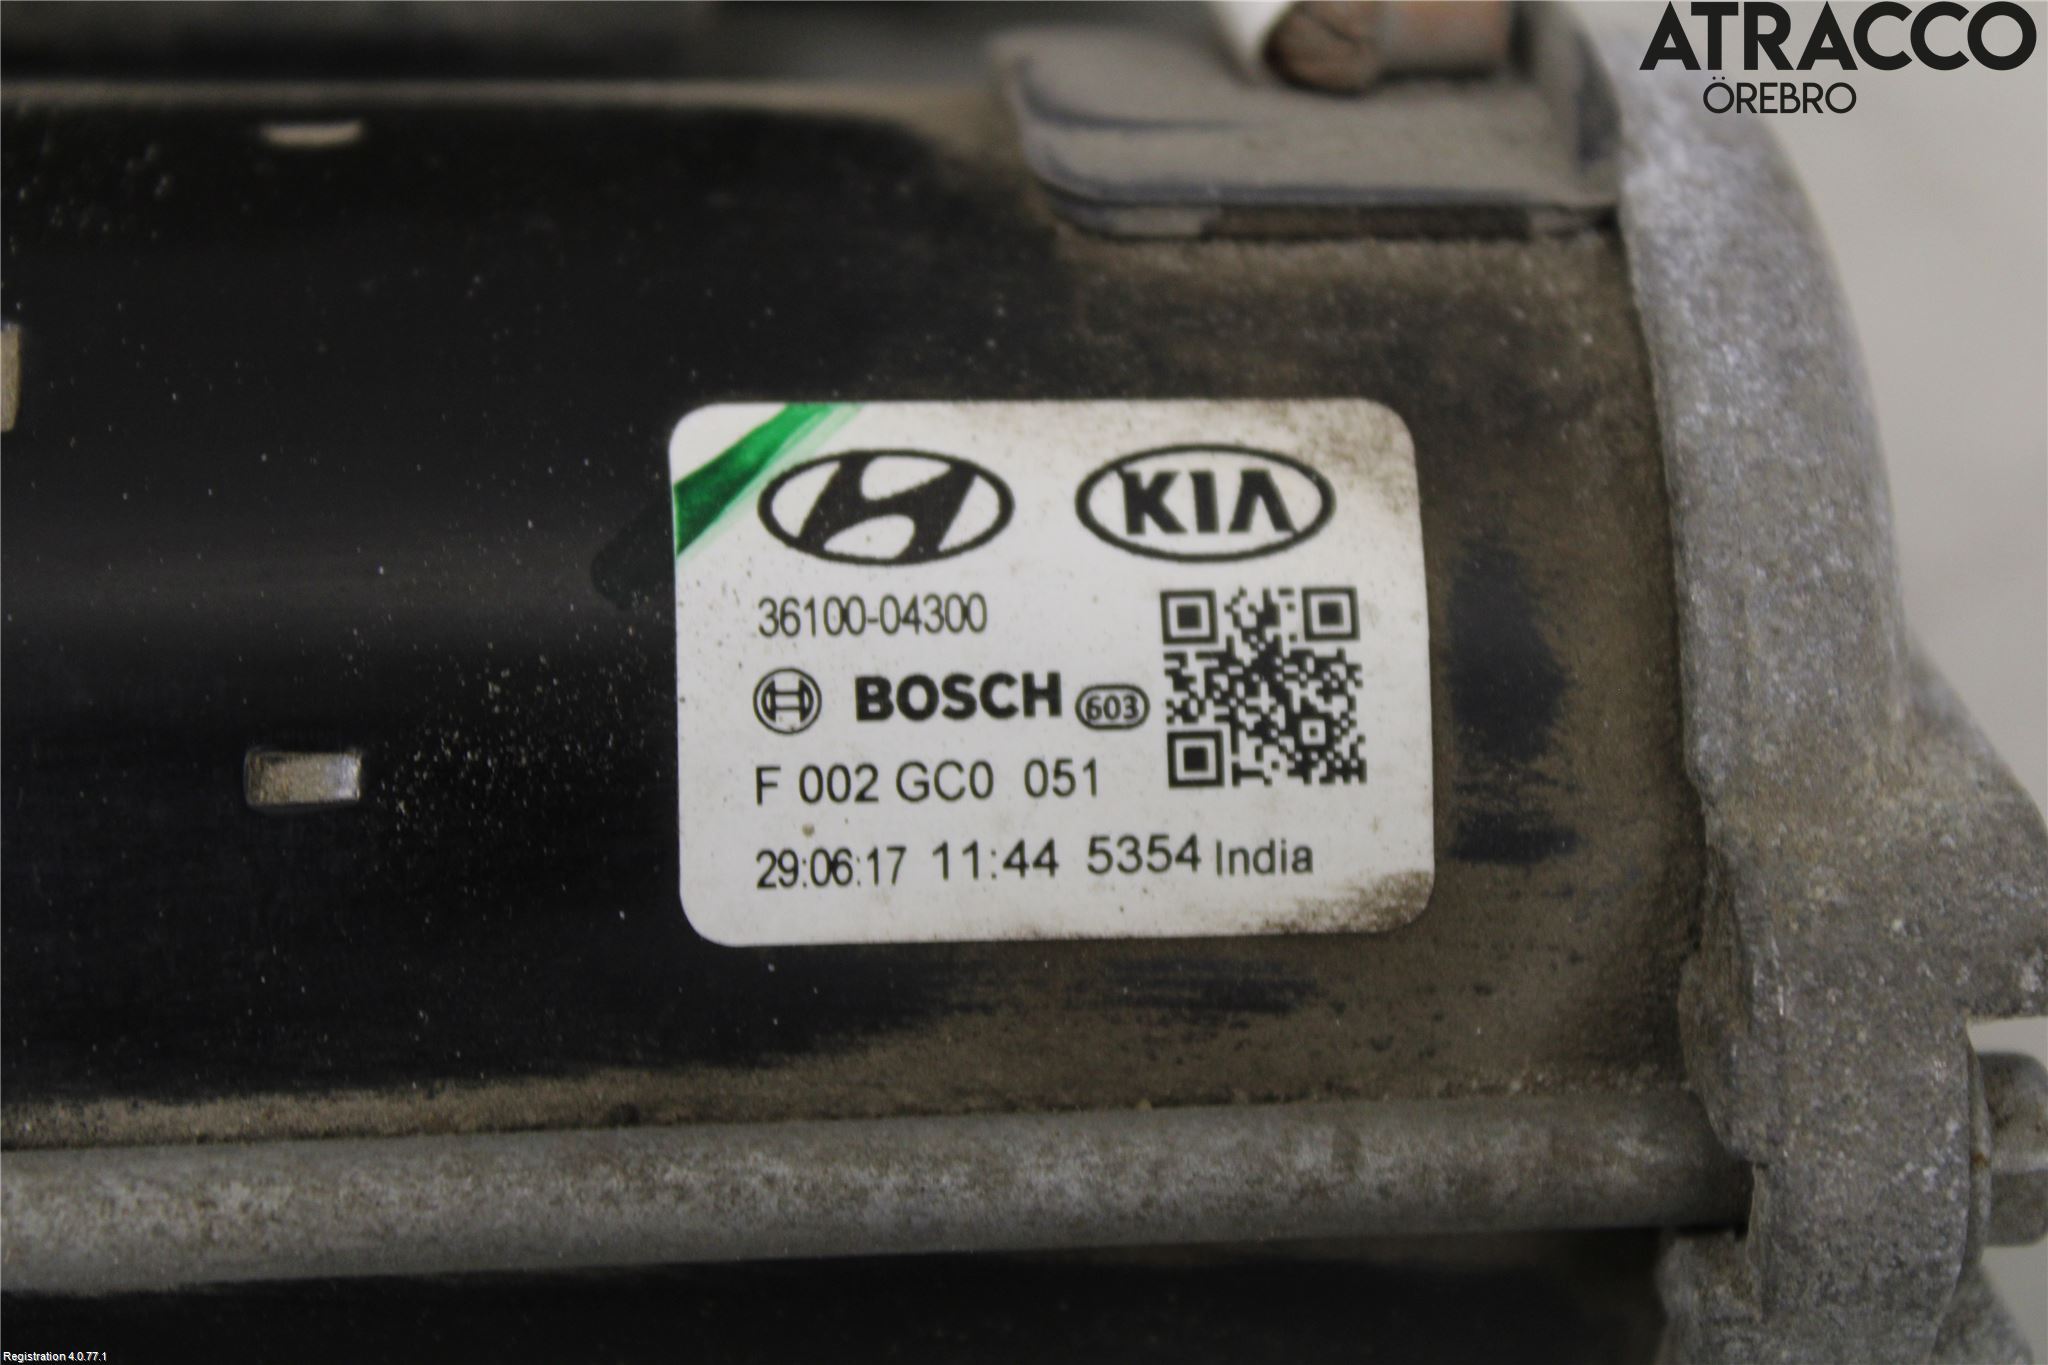 ATRACCO
ÖREBRO
KIA
36100-04300
BOSCH 603
F 002 GC0 051
29:06:17 11:44 5354 India
Registration 4.0.77.1